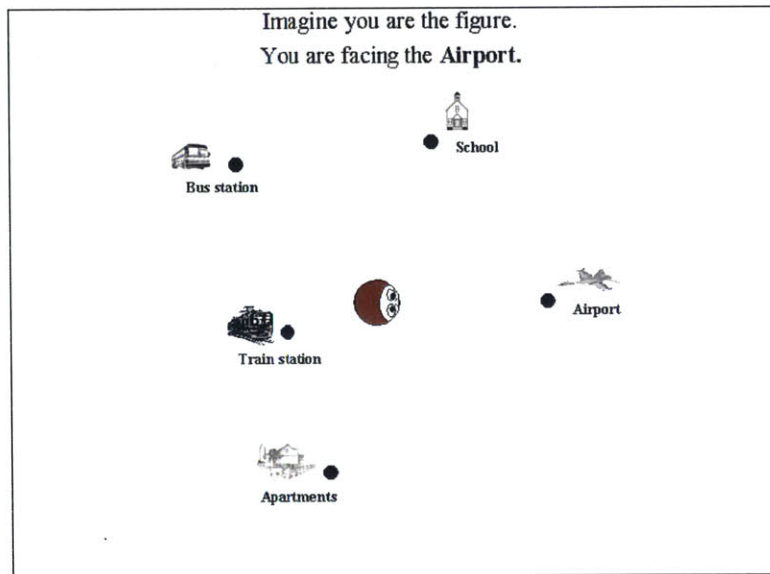 Imagine you are the figure.
You are facing the Airport.
School
Bus station
Airport
Train station
Apartments